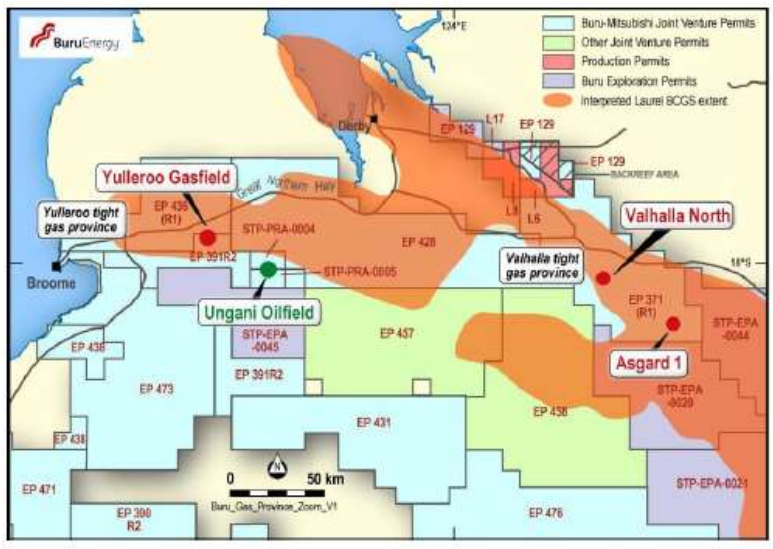 BuruEnergy
124°E
Buru-Mitsubishi Joint Venture Permits
Other Joint Venture Permits
Production Permits
Buru Exploration Permits
Interpreted Laurel BCGS extent
Derby
EP 129
L17
EP 129
EP 129
BACKREEF AREA
L8
L6
Yulleroo Gasfield
Great Northern Hwy
Valhalla North
Yulleroo tight
gas province
EP 436
(R1)
STP-PRA-0004
EP 428
EP 391R2
STP-PRA-0005
Valhalla tight
gas province
18°S
Broome
Ungani Oilfield
EP 371
(R1)
STP-EPA
-0044
EP 436
STP-EPA
-0045
EP 457
Asgard 1
EP 473
EP 391R2
STP-EPA
-0020
EP 438
EP 431
EP 438
EP 471
0
N
50 km
STP-EPA-0021
Buru_Gas_Province_Zoom_V1
EP 390
R2
EP 476